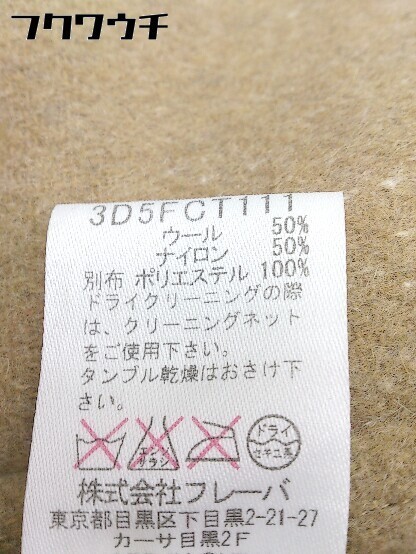 フクワウチ
3D5FCT111
ウール 50%
ナイロン 50%
別布 ポリエステル 100%
ドライクリーニングの際
は、クリーニングネット
をご使用下さい。
タンブル乾燥はおさけ下
さい。
エンソ サラシ ドライ セキユ系
株式会社フレーバ
東京都目黒区下目黒2-21-27
カーサ目黒2F